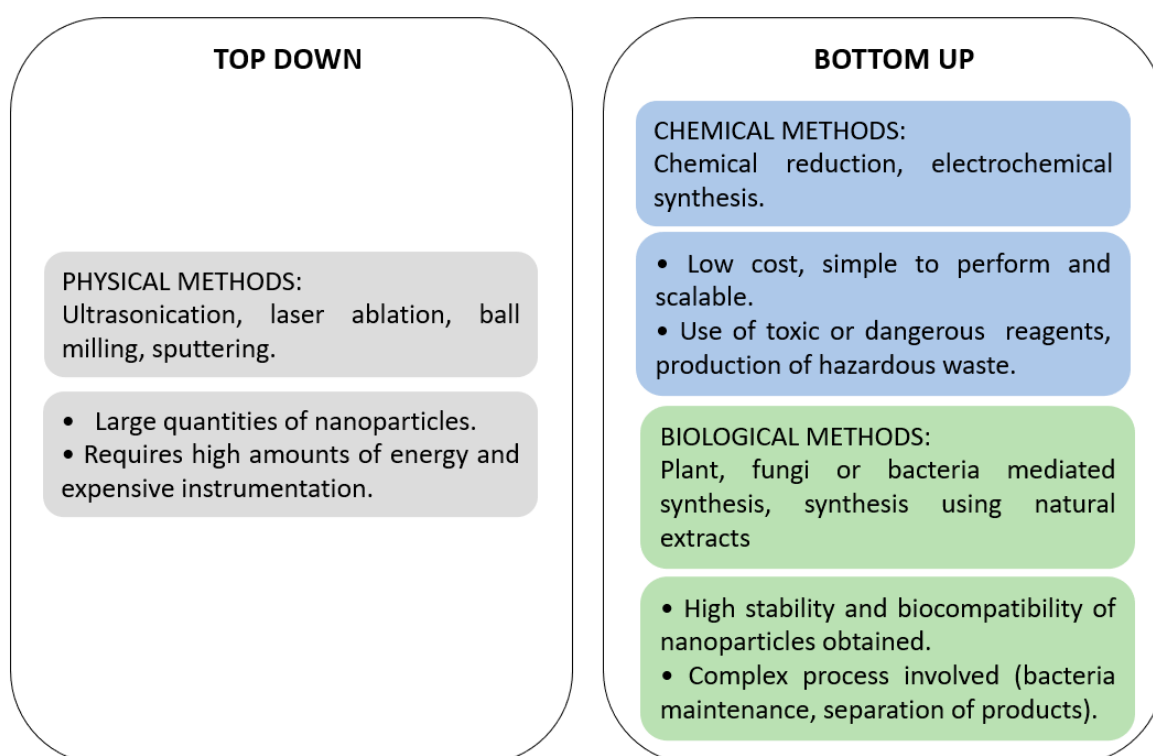 TOP DOWN
PHYSICAL METHODS:
Ultrasonication, laser ablation, ball
milling, sputtering.
• Large quantities of nanoparticles.
• Requires high amounts of energy and
expensive instrumentation.
BOTTOM UP
CHEMICAL METHODS:
Chemical reduction, electrochemical
synthesis.
• Low cost, simple to perform and
scalable.
• Use of toxic or dangerous reagents,
production of hazardous waste.
BIOLOGICAL METHODS:
Plant, fungi or bacteria mediated
synthesis, synthesis using natural
extracts
• High stability and biocompatibility of
nanoparticles obtained.
• Complex process involved (bacteria
maintenance, separation of products).